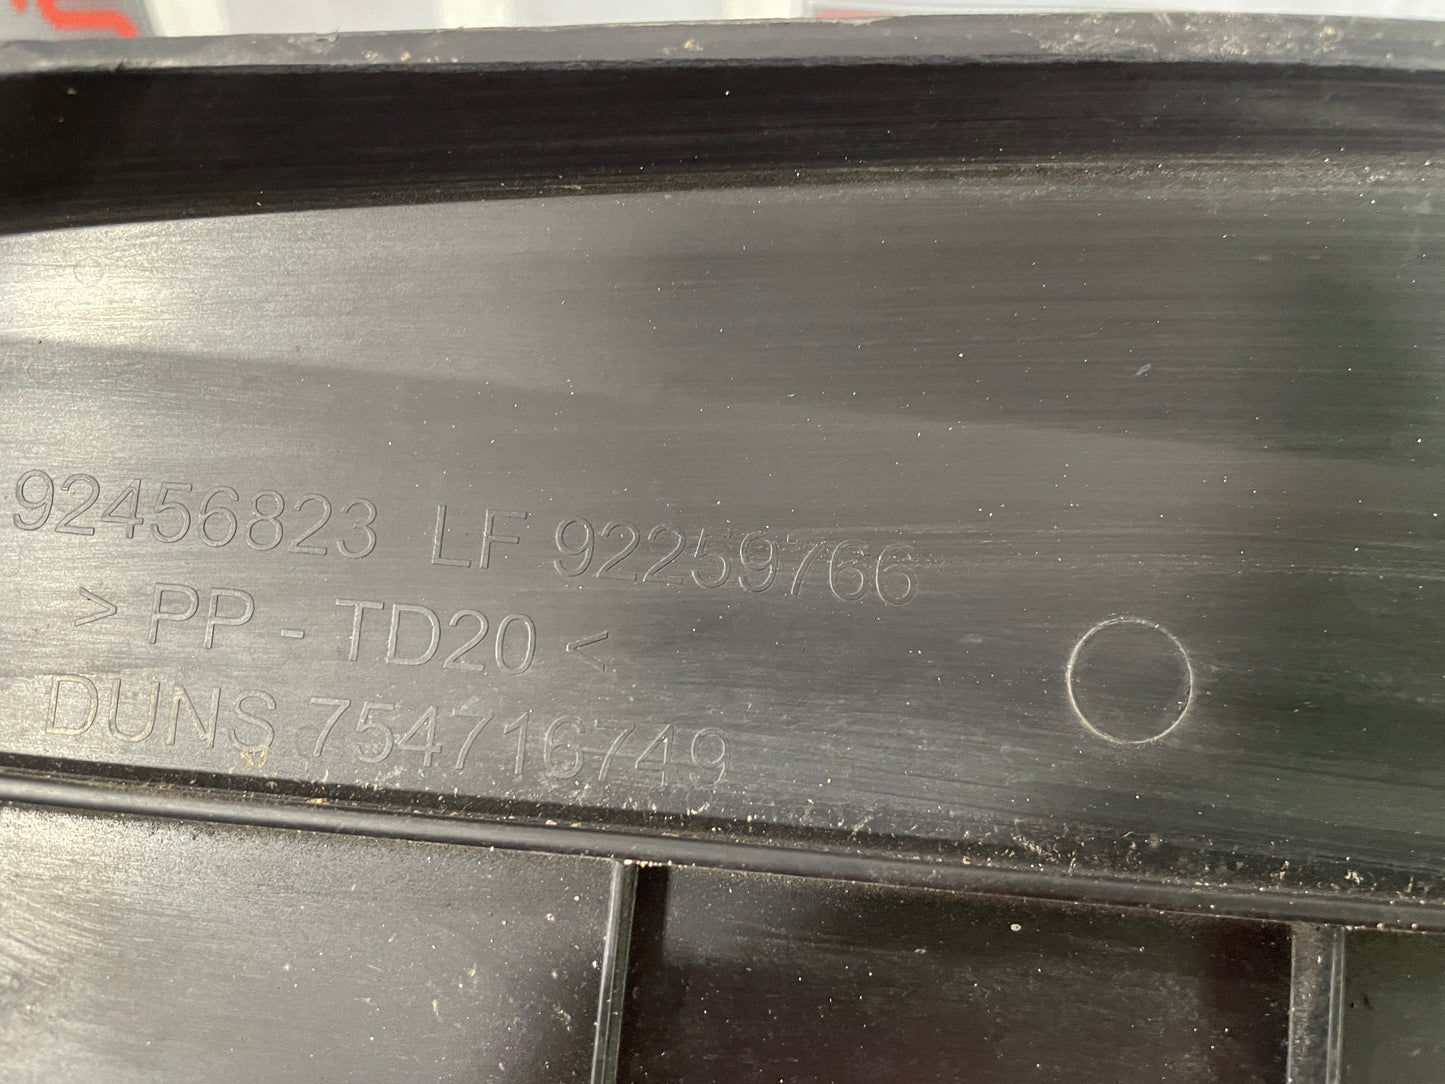 92456823 LF 92259766
> PP - TD20 <
DUNS 754716749